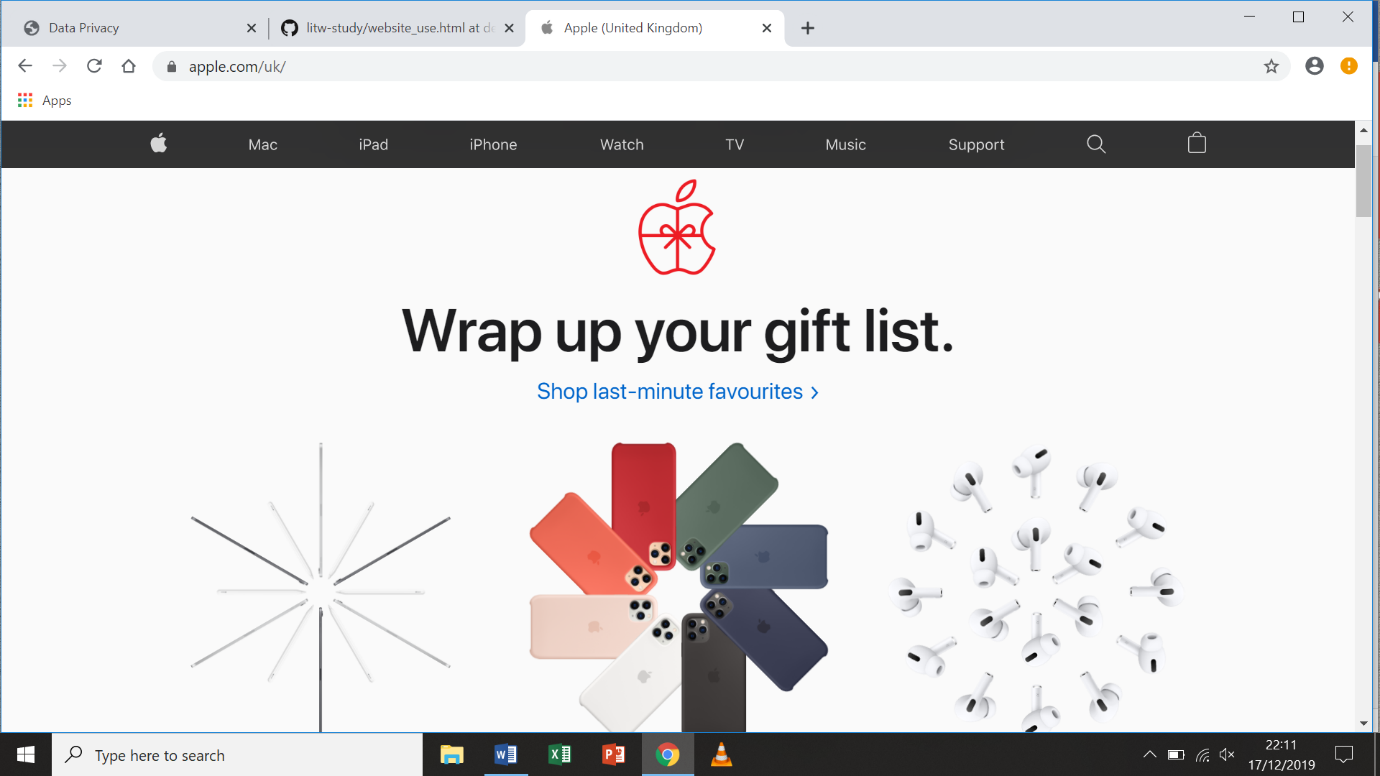 Data Privacy
litw-study/website_use.html at de
Apple (United Kingdom)
apple.com/uk/
Apps
Mac
iPad
iPhone
Watch
TV
Music
Support
Wrap up your gift list.
Shop last-minute favourites >
Type here to search
22:11
17/12/2019